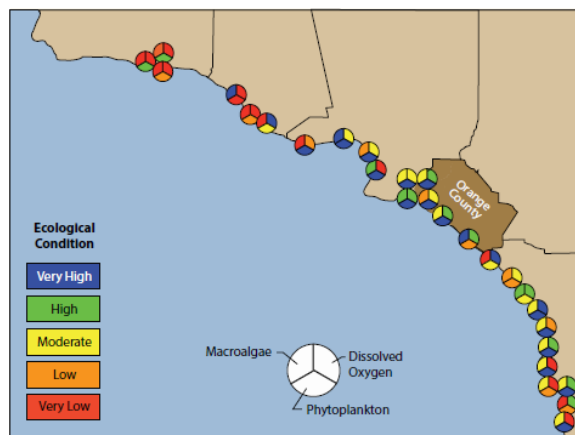 Orange
County
Ecological
Condition
Very High
High
Moderate
Low
Very Low
Macroalgae
Dissolved
Oxygen
Phytoplankton